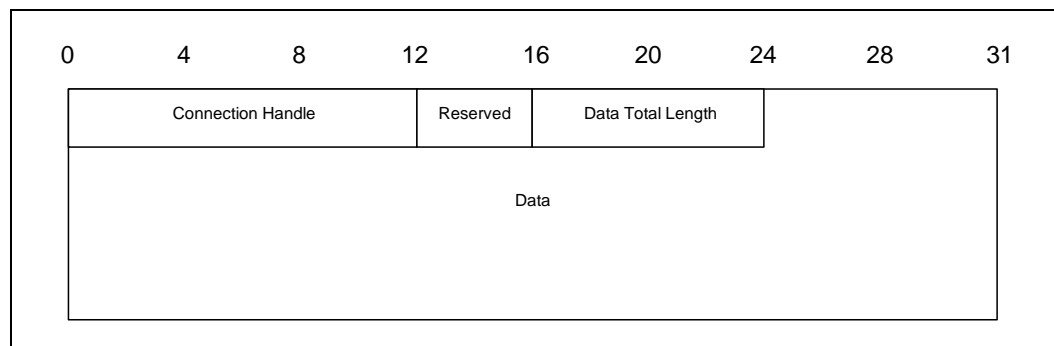 0 4 8 12 16 20 24 28 31
Connection Handle Reserved Data Total Length
Data